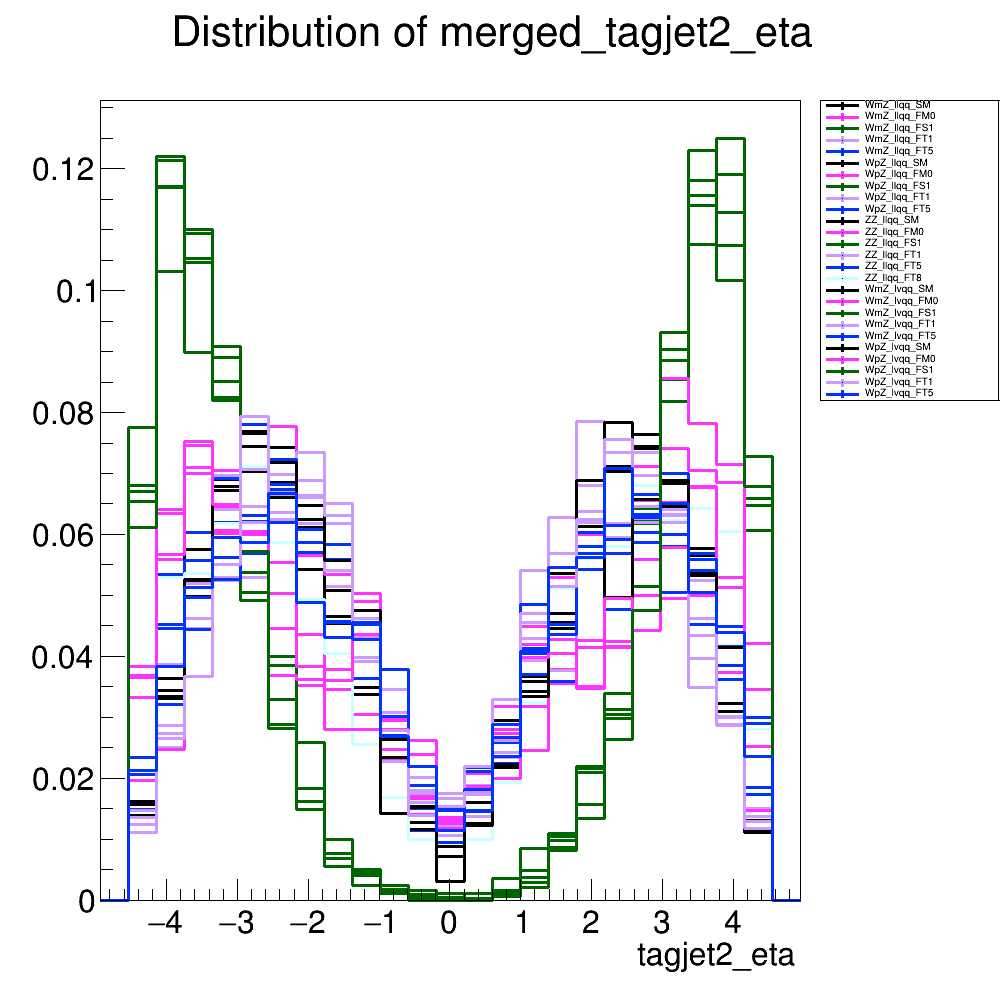 Distribution of merged_tagjet2_eta
WmZ_llqq_SM
WmZ_llqq_FM0
WmZ_llqq_FS1
WmZ_llqq_FT1
WmZ_llqq_FT5
WpZ_llqq_SM
WpZ_llqq_FM0
WpZ_llqq_FS1
WpZ_llqq_FT1
WpZ_llqq_FT5
ZZ_llqq_SM
ZZ_llqq_FM0
ZZ_llqq_FS1
ZZ_llqq_FT1
ZZ_llqq_FT5
ZZ_llqq_FT8
WmZ_lvqq_SM
WmZ_lvqq_FM0
WmZ_lvqq_FS1
WmZ_lvqq_FT1
WmZ_lvqq_FT5
WpZ_lvqq_SM
WpZ_lvqq_FM0
WpZ_lvqq_FS1
WpZ_lvqq_FT1
WpZ_lvqq_FT5
0.12
0.1
0.08
0.06
0.04
0.02
0
−4 −3 −2 −1 0 1 2 3 4
tagjet2_eta